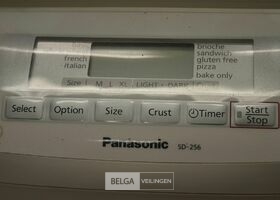 french
italian
brioche
sandwich
gluten free
pizza
bake only
Size M L XL LIGHT DARK
Select Option Size Crust Timer Start
Stop
Panasonic SD-256
BELGA VEILINGEN